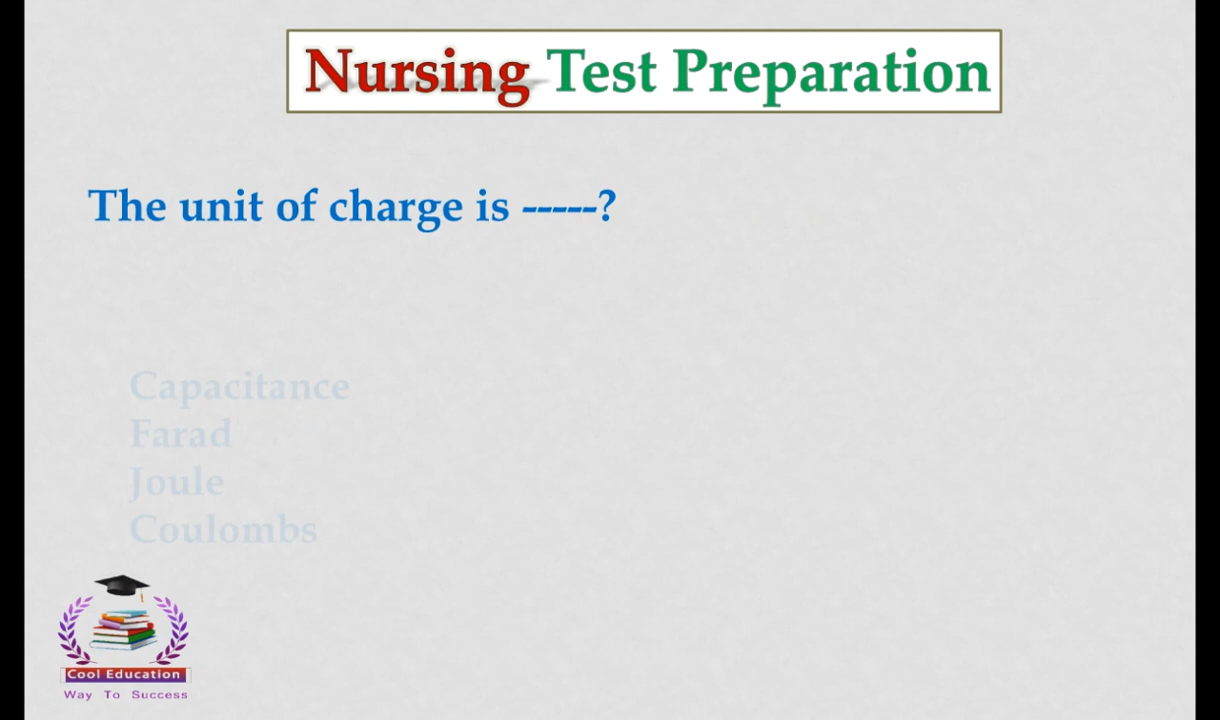 Nursing Test Preparation
The unit of charge is -----?
Capacitance
Farad
Joule
Coulombs
Cool Education
Way To Success